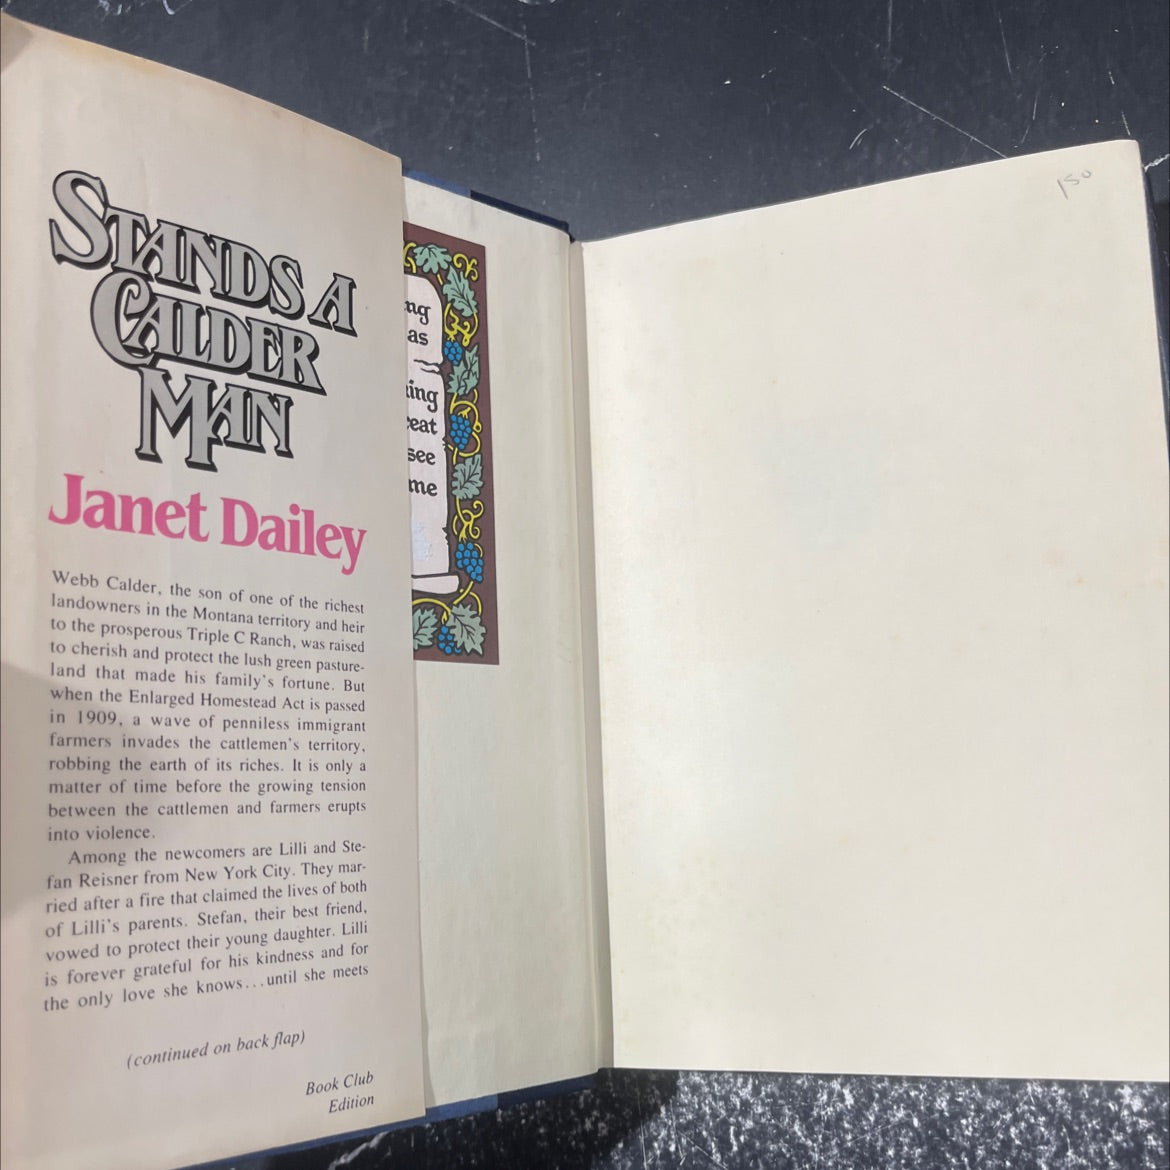 STANDS A
CALDER
MAN
Janet Dailey
Webb Calder, the son of one of the richest
landowners in the Montana territory and heir
to the prosperous Triple C Ranch, was raised
to cherish and protect the lush green pasture-
land that made his family's fortune. But
when the Enlarged Homestead Act is passed
in 1909, a wave of penniless immigrant
farmers invades the cattlemen's territory,
robbing the earth of its riches. It is only a
matter of time before the growing tension
between the cattlemen and farmers erupts
into violence.
Among the newcomers are Lilli and Ste-
fan Reisner from New York City. They mar-
ried after a fire that claimed the lives of both
of Lilli's parents. Stefan, their best friend,
vowed to protect their young daughter. Lilli
is forever grateful for his kindness and for
the only love she knows...until she meets
(continued on back flap)
Book Club
Edition
ng
as
ing
eat
see
me
150